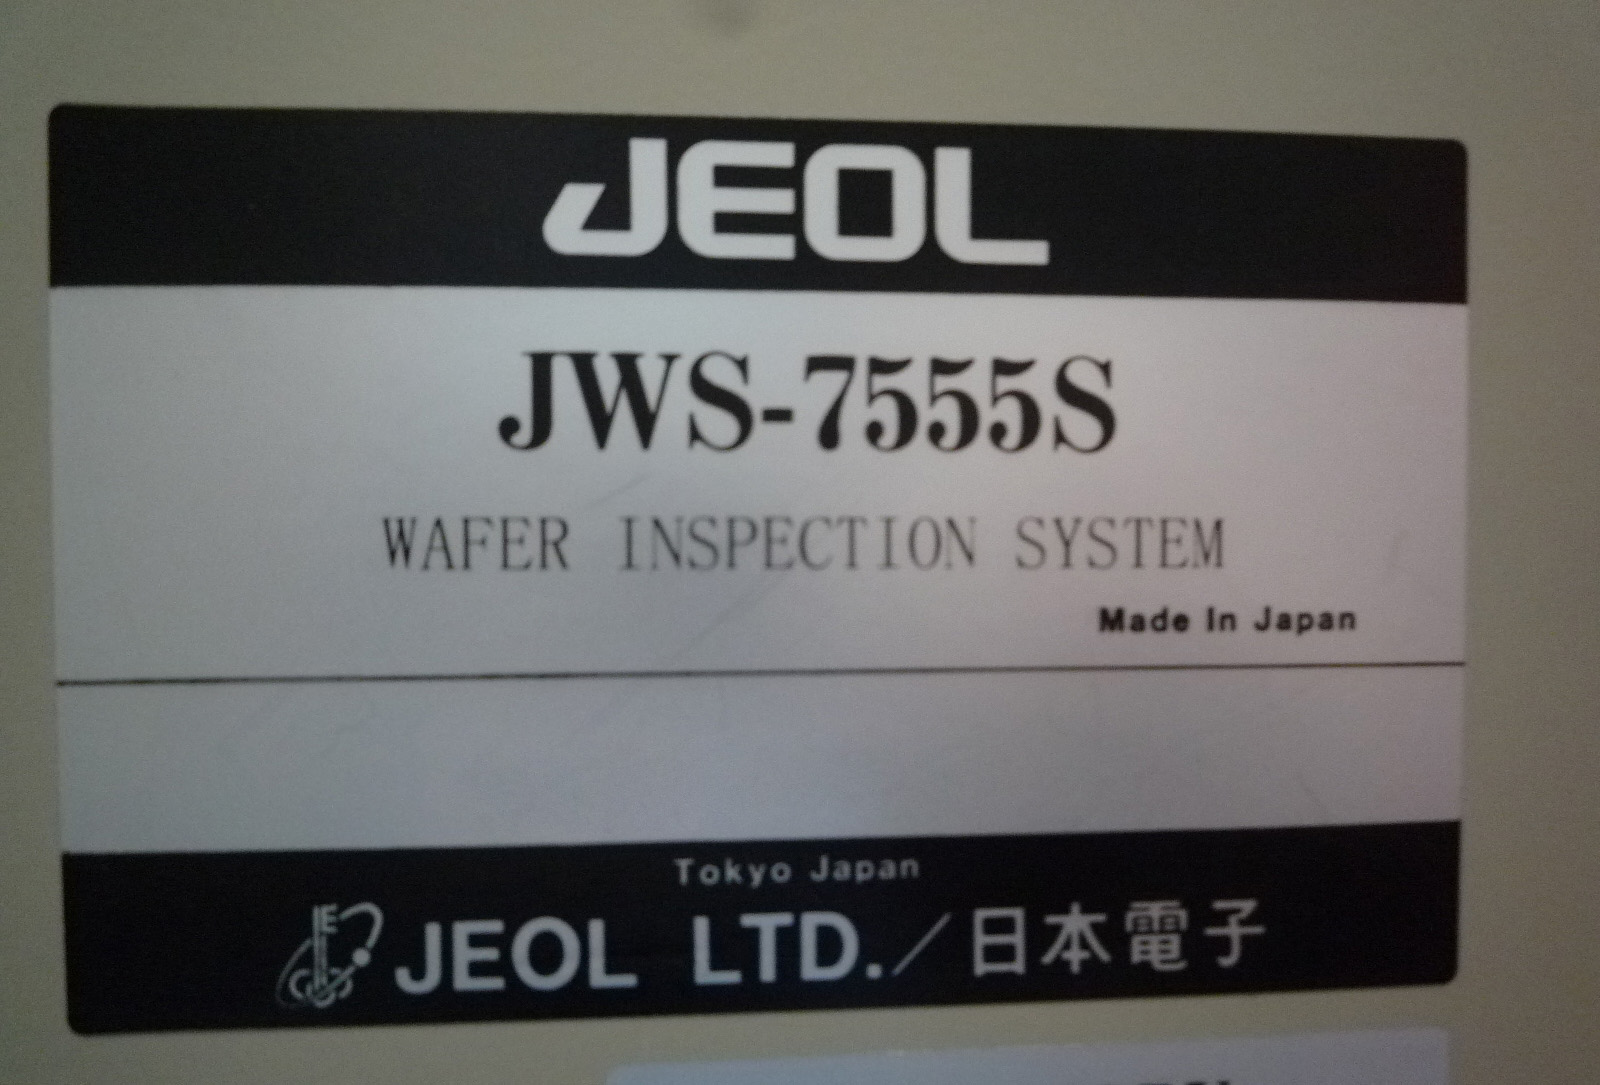 JEOL
JWS-7555S
WAFER INSPECTION SYSTEM
Made In Japan
Tokyo Japan
JEOL LTD./日本電子